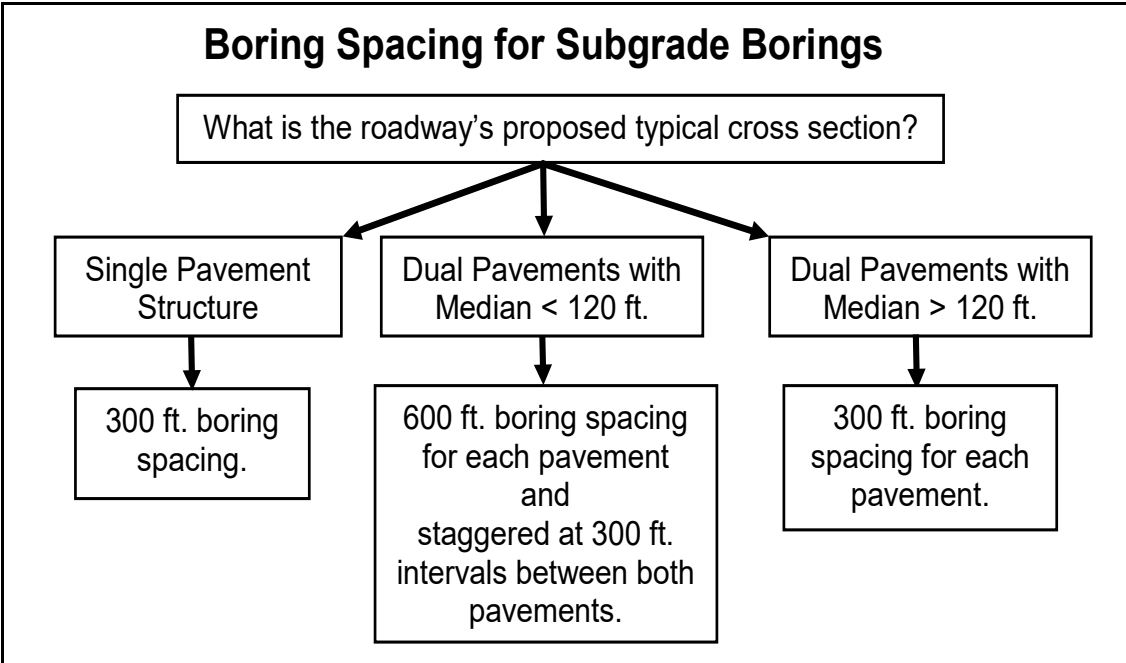 Boring Spacing for Subgrade Borings
What is the roadway’s proposed typical cross section?
Single Pavement
Structure
Dual Pavements with
Median < 120 ft.
Dual Pavements with
Median > 120 ft.
300 ft. boring
spacing.
600 ft. boring spacing
for each pavement
and
staggered at 300 ft.
intervals between both
pavements.
300 ft. boring
spacing for each
pavement.